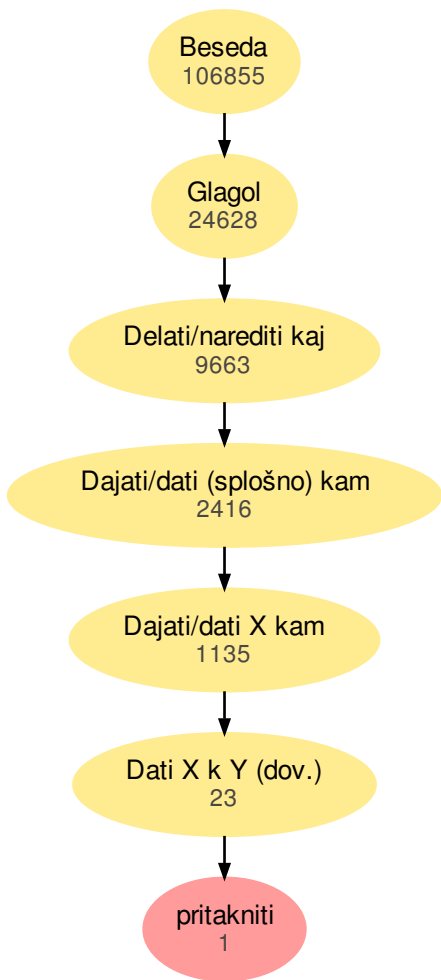 Beseda
106855
Glagol
24628
Delati/narediti kaj
9663
Dajati/dati (splošno) kam
2416
Dajati/dati X kam
1135
Dati X k Y (dov.)
23
pritakniti
1